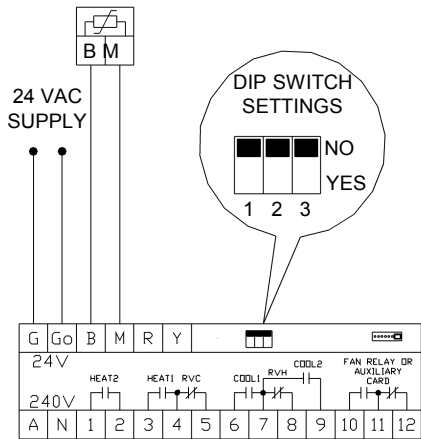 B M
24 VAC
SUPPLY
DIP SWITCH
SETTINGS
NO
YES
1 2 3
G Go B M R Y
24V
HEAT2 HEAT1 RVC COOL1 RVH COOL2
FAN RELAY OR
AUXILIARY
CARD
240V
A N 1 2 3 4 5 6 7 8 9 10 11 12